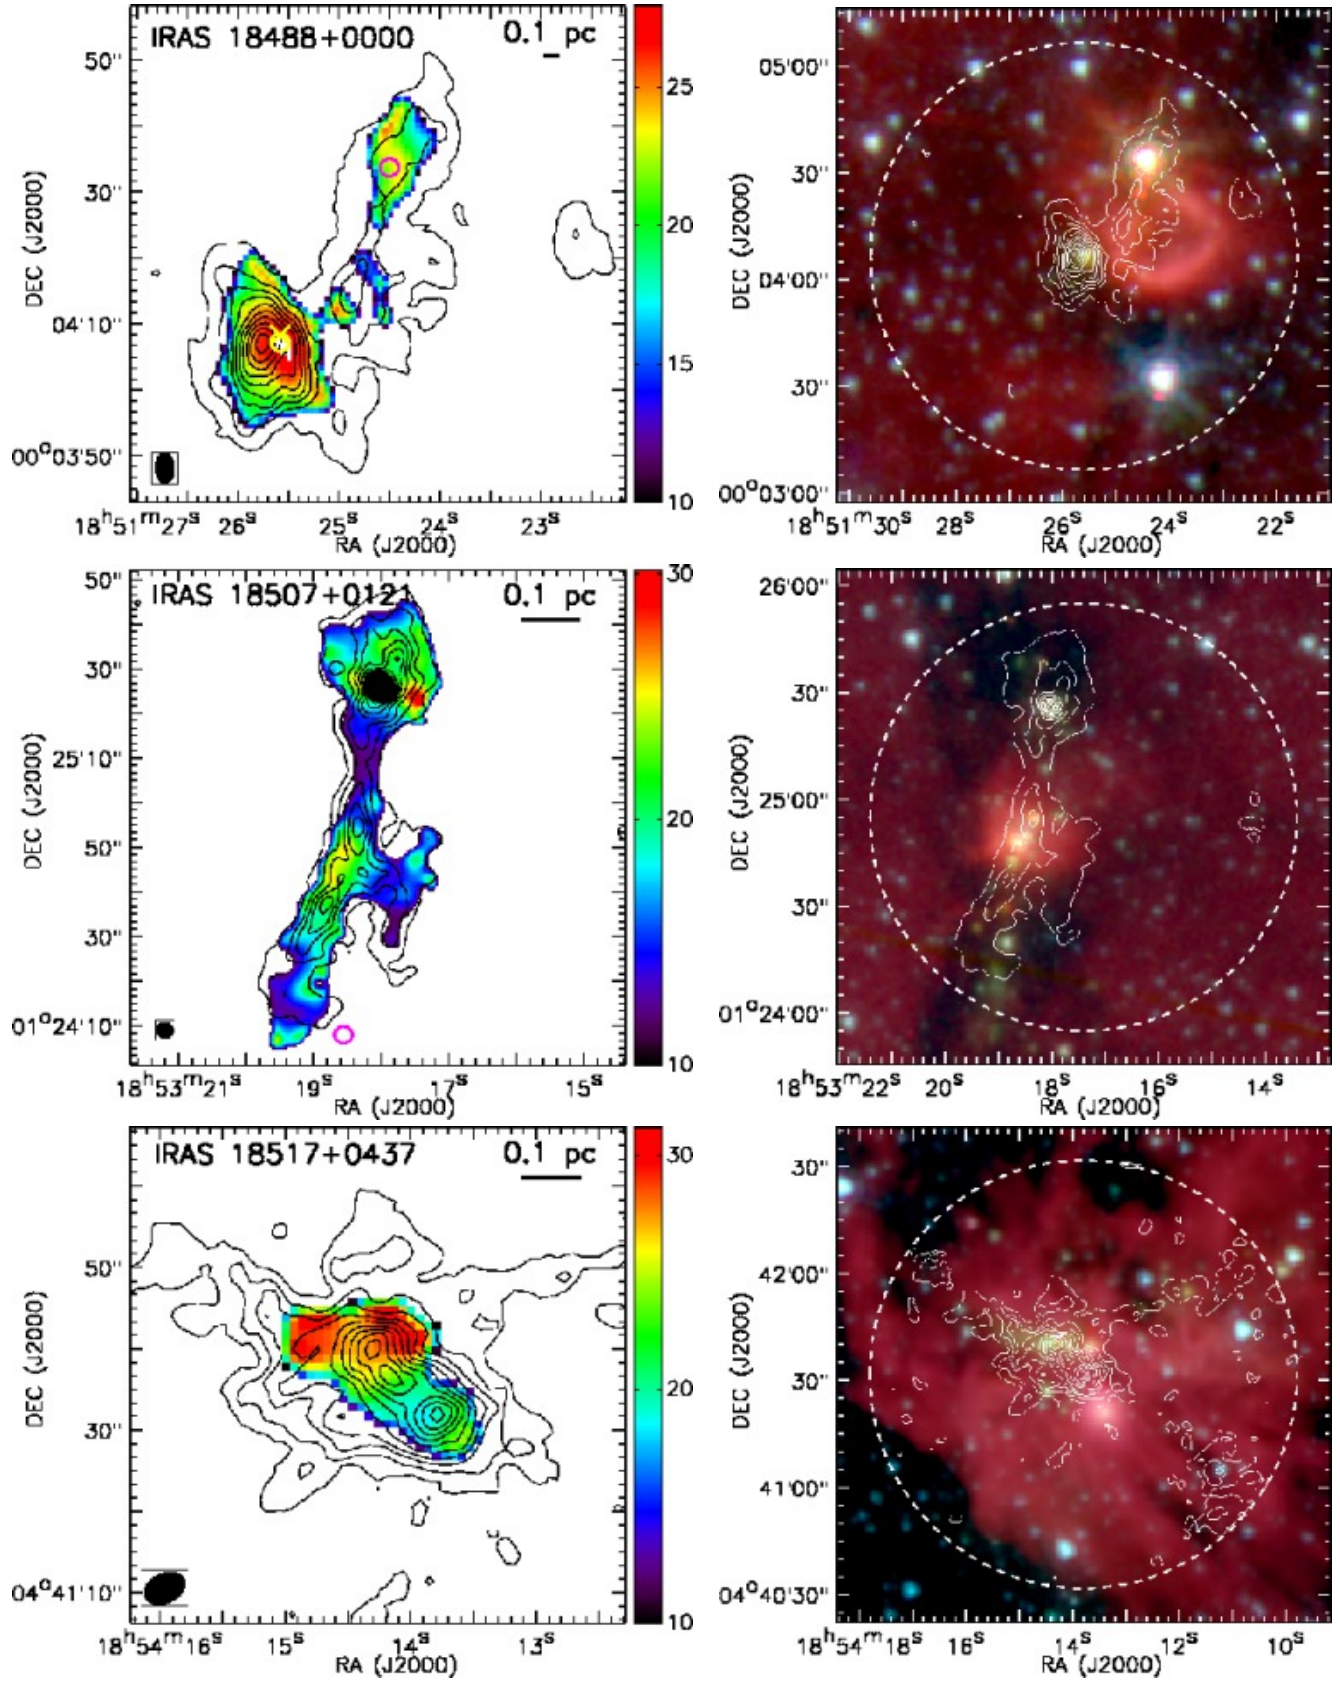 IRAS 18488+0000
0.1 pc
50"
30"
04'10"
00°03'50"
DEC (J2000)
18ʰ51ᵐ27ˢ
26ˢ
25ˢ
24ˢ
23ˢ
RA (J2000)
25
20
15
10
05'00"
30"
04'00"
30"
00°03'00"
DEC (J2000)
18ʰ51ᵐ30ˢ
28ˢ
26ˢ
24ˢ
22ˢ
RA (J2000)
IRAS 18507+0121
0.1 pc
50"
30"
25'10"
50"
30"
01°24'10"
DEC (J2000)
18ʰ53ᵐ21ˢ
19ˢ
17ˢ
15ˢ
RA (J2000)
30
20
10
26'00"
30"
25'00"
30"
01°24'00"
DEC (J2000)
18ʰ53ᵐ22ˢ
20ˢ
18ˢ
16ˢ
14ˢ
RA (J2000)
IRAS 18517+0437
0.1 pc
50"
30"
04°41'10"
DEC (J2000)
18ʰ54ᵐ16ˢ
15ˢ
14ˢ
13ˢ
RA (J2000)
30
20
10
30"
42'00"
30"
41'00"
04°40'30"
DEC (J2000)
18ʰ54ᵐ18ˢ
16ˢ
14ˢ
12ˢ
10ˢ
RA (J2000)